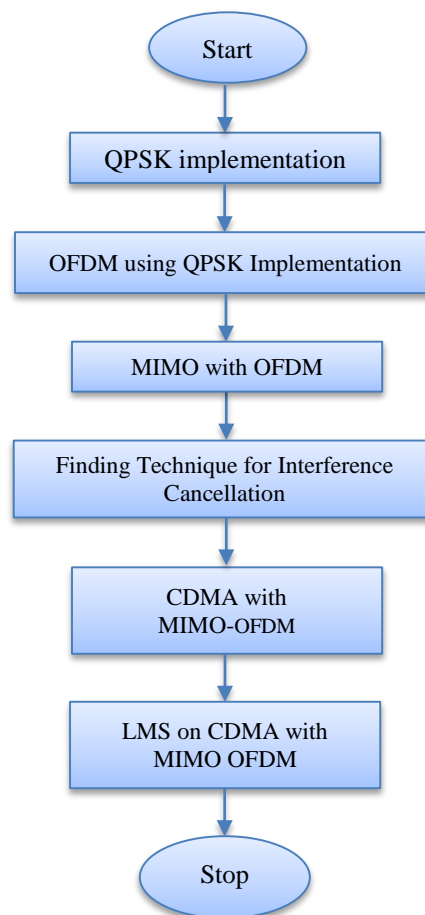 Start
QPSK implementation
OFDM using QPSK Implementation
MIMO with OFDM
Finding Technique for Interference
Cancellation
CDMA with
MIMO-OFDM
LMS on CDMA with
MIMO OFDM
Stop